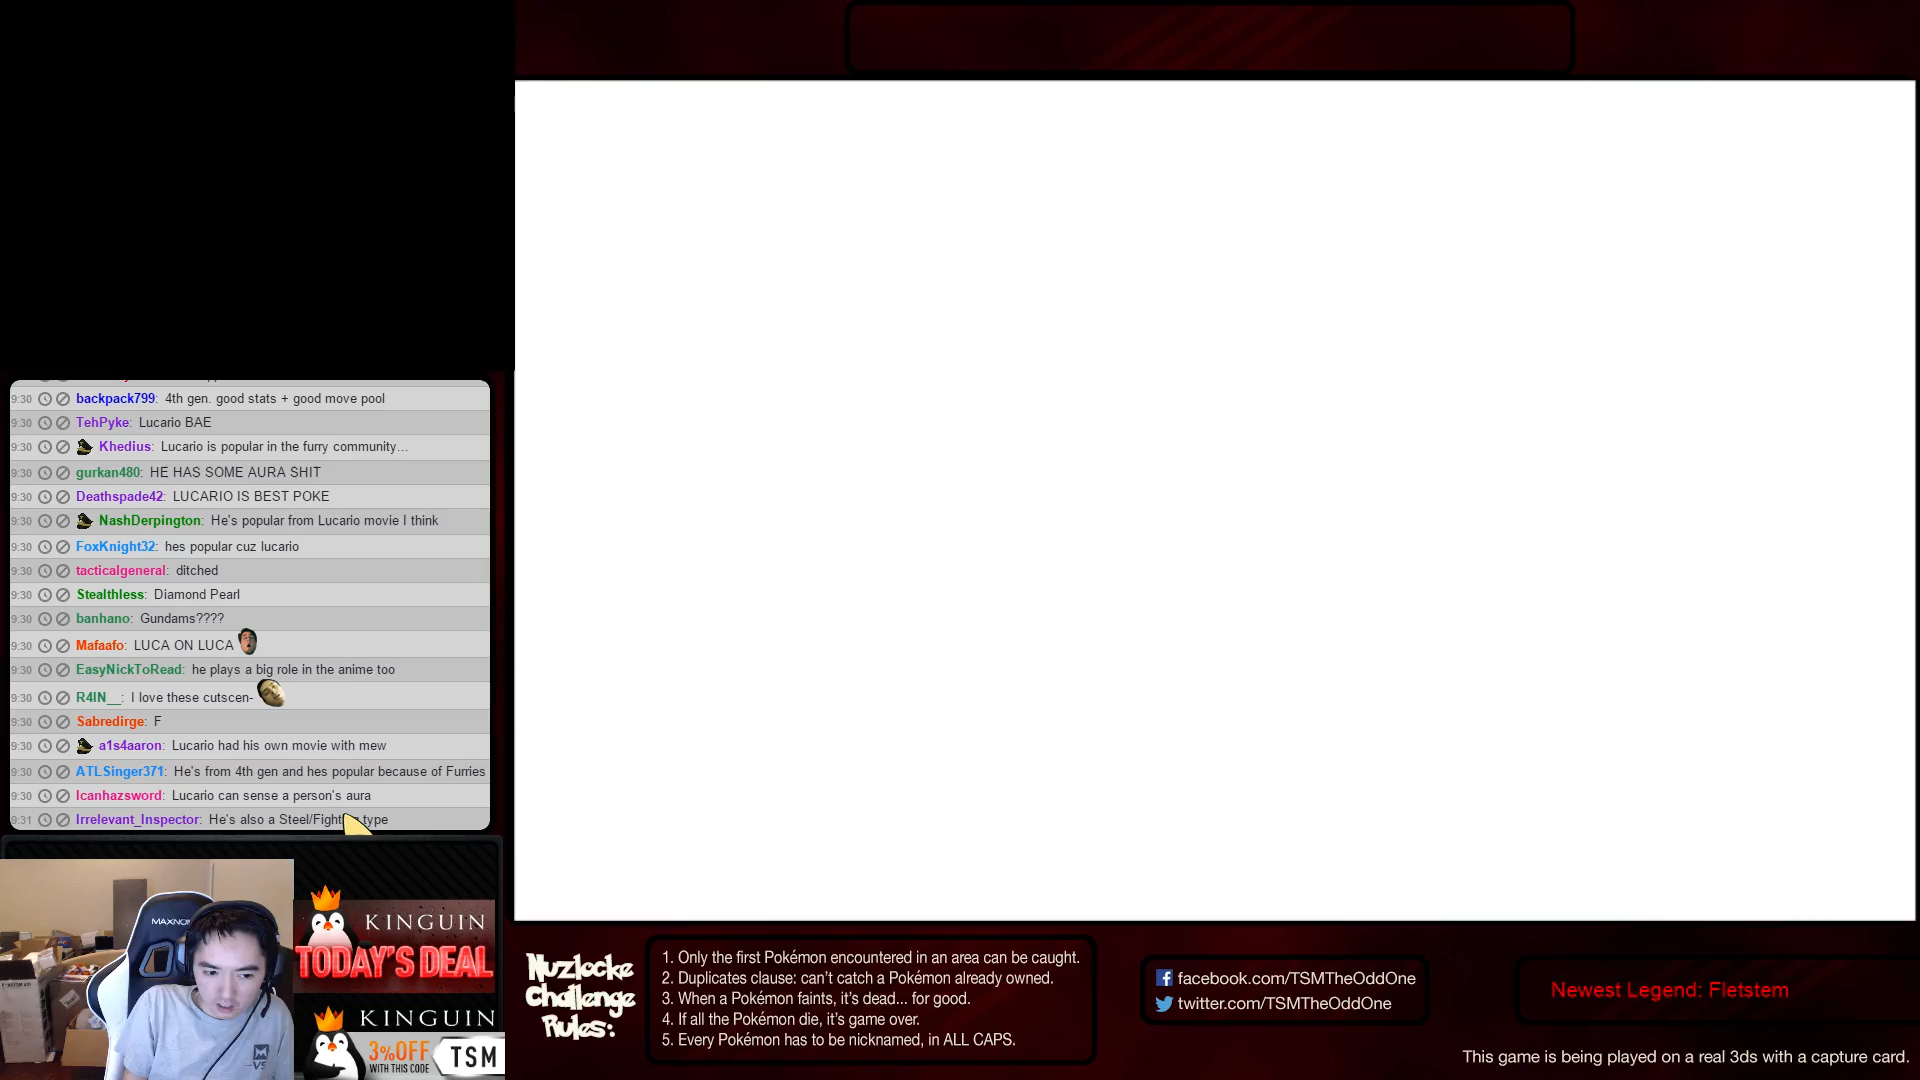 9:30 backpack799: 4th gen. good stats + good move pool
9:30 TehPyke: Lucario BAE
9:30 Khedius: Lucario is popular in the furry community...
9:30 gurkan480: HE HAS SOME AURA SHIT
9:30 Deathspade42: LUCARIO IS BEST POKE
9:30 NashDerpington: He's popular from Lucario movie I think
9:30 FoxKnight32: hes popular cuz lucario
9:30 tacticalgeneral: ditched
9:30 Stealthless: Diamond Pearl
9:30 banhano: Gundams????
9:30 Mafaafo: LUCA ON LUCA
9:30 EasyNickToRead: he plays a big role in the anime too
9:30 R4IN__: I love these cutscen-
9:30 Sabredirge: F
9:30 a1s4aaron: Lucario had his own movie with mew
9:30 ATLSinger371: He's from 4th gen and hes popular because of Furries
9:30 Icanhazsword: Lucario can sense a person's aura
9:31 Irrelevant_Inspector: He's also a Steel/Fighting type
MAXNO
KINGUIN
TODAY'S DEAL
KINGUIN
3% OFF
WITH THIS CODE
TSM
Nuzlocke
Challenge
Rules:
1. Only the first Pokémon encountered in an area can be caught.
2. Duplicates clause: can't catch a Pokémon already owned.
3. When a Pokémon faints, it's dead... for good.
4. If all the Pokémon die, it's game over.
5. Every Pokémon has to be nicknamed, in ALL CAPS.
facebook.com/TSMTheOddOne
twitter.com/TSMTheOddOne
Newest Legend: Fletstem
This game is being played on a real 3ds with a capture card.